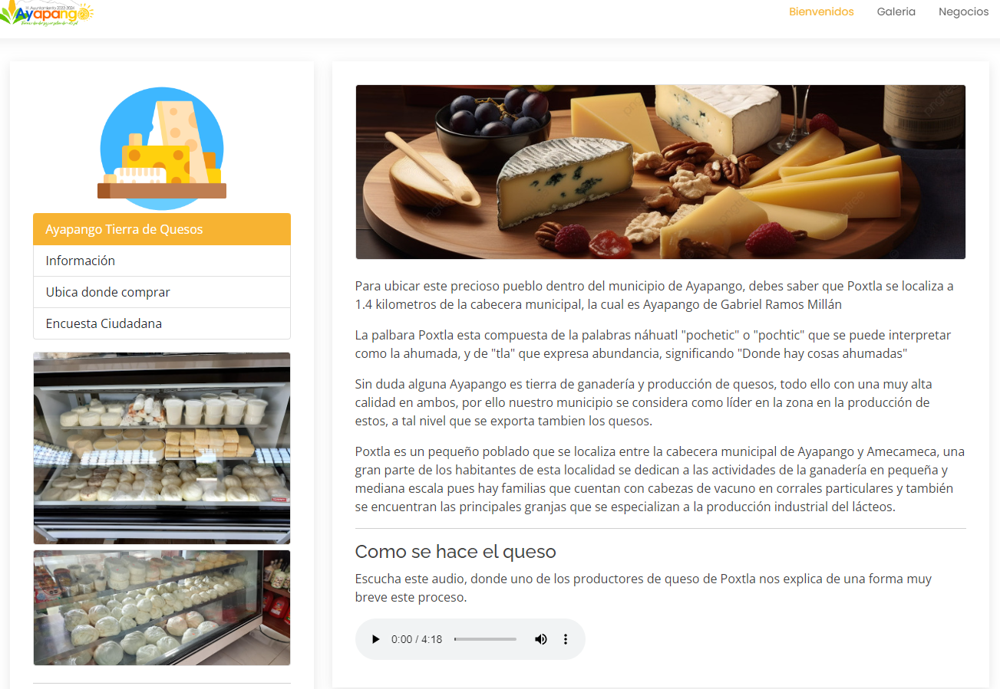 H. Ayuntamiento 2022-2024
Ayapango
Bienvenidos
Galeria
Negocios
Ayapango Tierra de Quesos
Información
Ubica donde comprar
Encuesta Ciudadana
Para ubicar este precioso pueblo dentro del municipio de Ayapango, debes saber que Poxtla se localiza a
1.4 kilometros de la cabecera municipal, la cual es Ayapango de Gabriel Ramos Millán
La palbara Poxtla esta compuesta de la palabras náhuatl "pochetic" o "pochtic" que se puede interpretar
como la ahumada, y de "tla" que expresa abundancia, significando "Donde hay cosas ahumadas"
Sin duda alguna Ayapango es tierra de ganadería y producción de quesos, todo ello con una muy alta
calidad en ambos, por ello nuestro municipio se considera como líder en la zona en la producción de
estos, a tal nivel que se exporta tambien los quesos.
Poxtla es un pequeño poblado que se localiza entre la cabecera municipal de Ayapango y Amecameca, una
gran parte de los habitantes de esta localidad se dedican a las actividades de la ganadería en pequeña y
mediana escala pues hay familias que cuentan con cabezas de vacuno en corrales particulares y también
se encuentran las principales granjas que se especializan a la producción industrial del lácteos.
Como se hace el queso
Escucha este audio, donde uno de los productores de queso de Poxtla nos explica de una forma muy
breve este proceso.
0:00 / 4:18